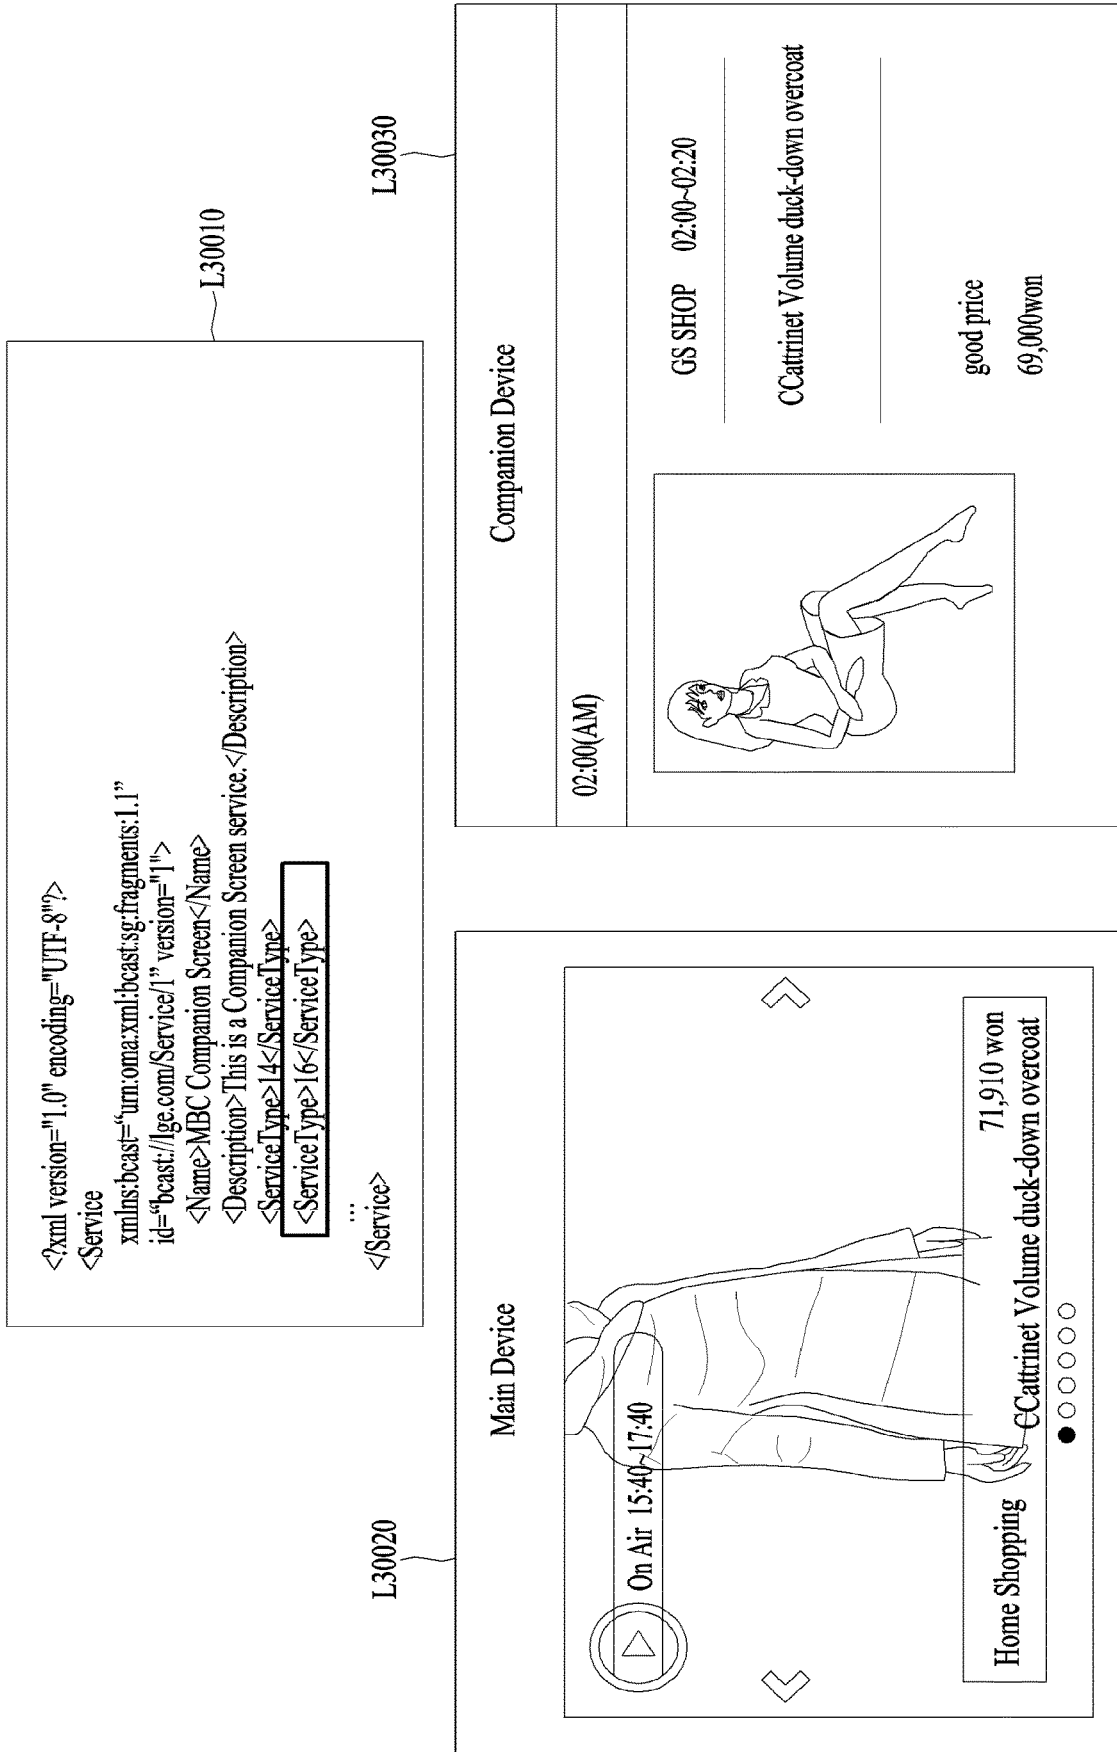 L30010
<?xml version="1.0" encoding="UTF-8"?>
<Service
xmlns:bcast=“urn:oma:xml:bcast:sg:fragments:1.1”
id=“bcast://lge.com/Service/1” version="1">
<Name>MBC Companion Screen</Name>
<Description>This is a Companion Screen service.</Description>
<ServiceType>14</ServiceType>
<ServiceType>16</ServiceType>
...
</Service>
L30020
Main Device
On Air 15:40~17:40
Home Shopping 71,910 won
CCattrinet Volume duck-down overcoat
L30030
Companion Device
02:00(AM)
GS SHOP 02:00~02:20
CCattrinet Volume duck-down overcoat
good price
69,000won